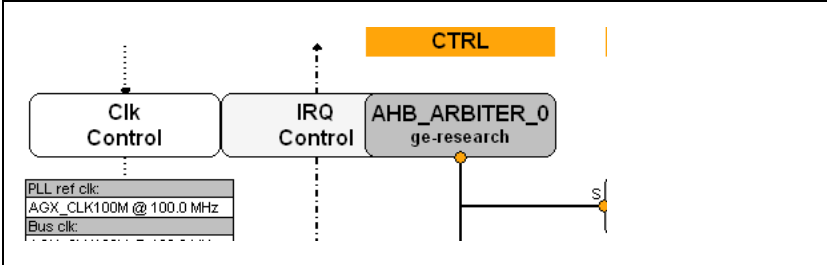 CTRL
Clk
Control
IRQ
Control
AHB_ARBITER_0
ge-research
PLL ref clk:
AGX_CLK100M @ 100.0 MHz
Bus clk:
S